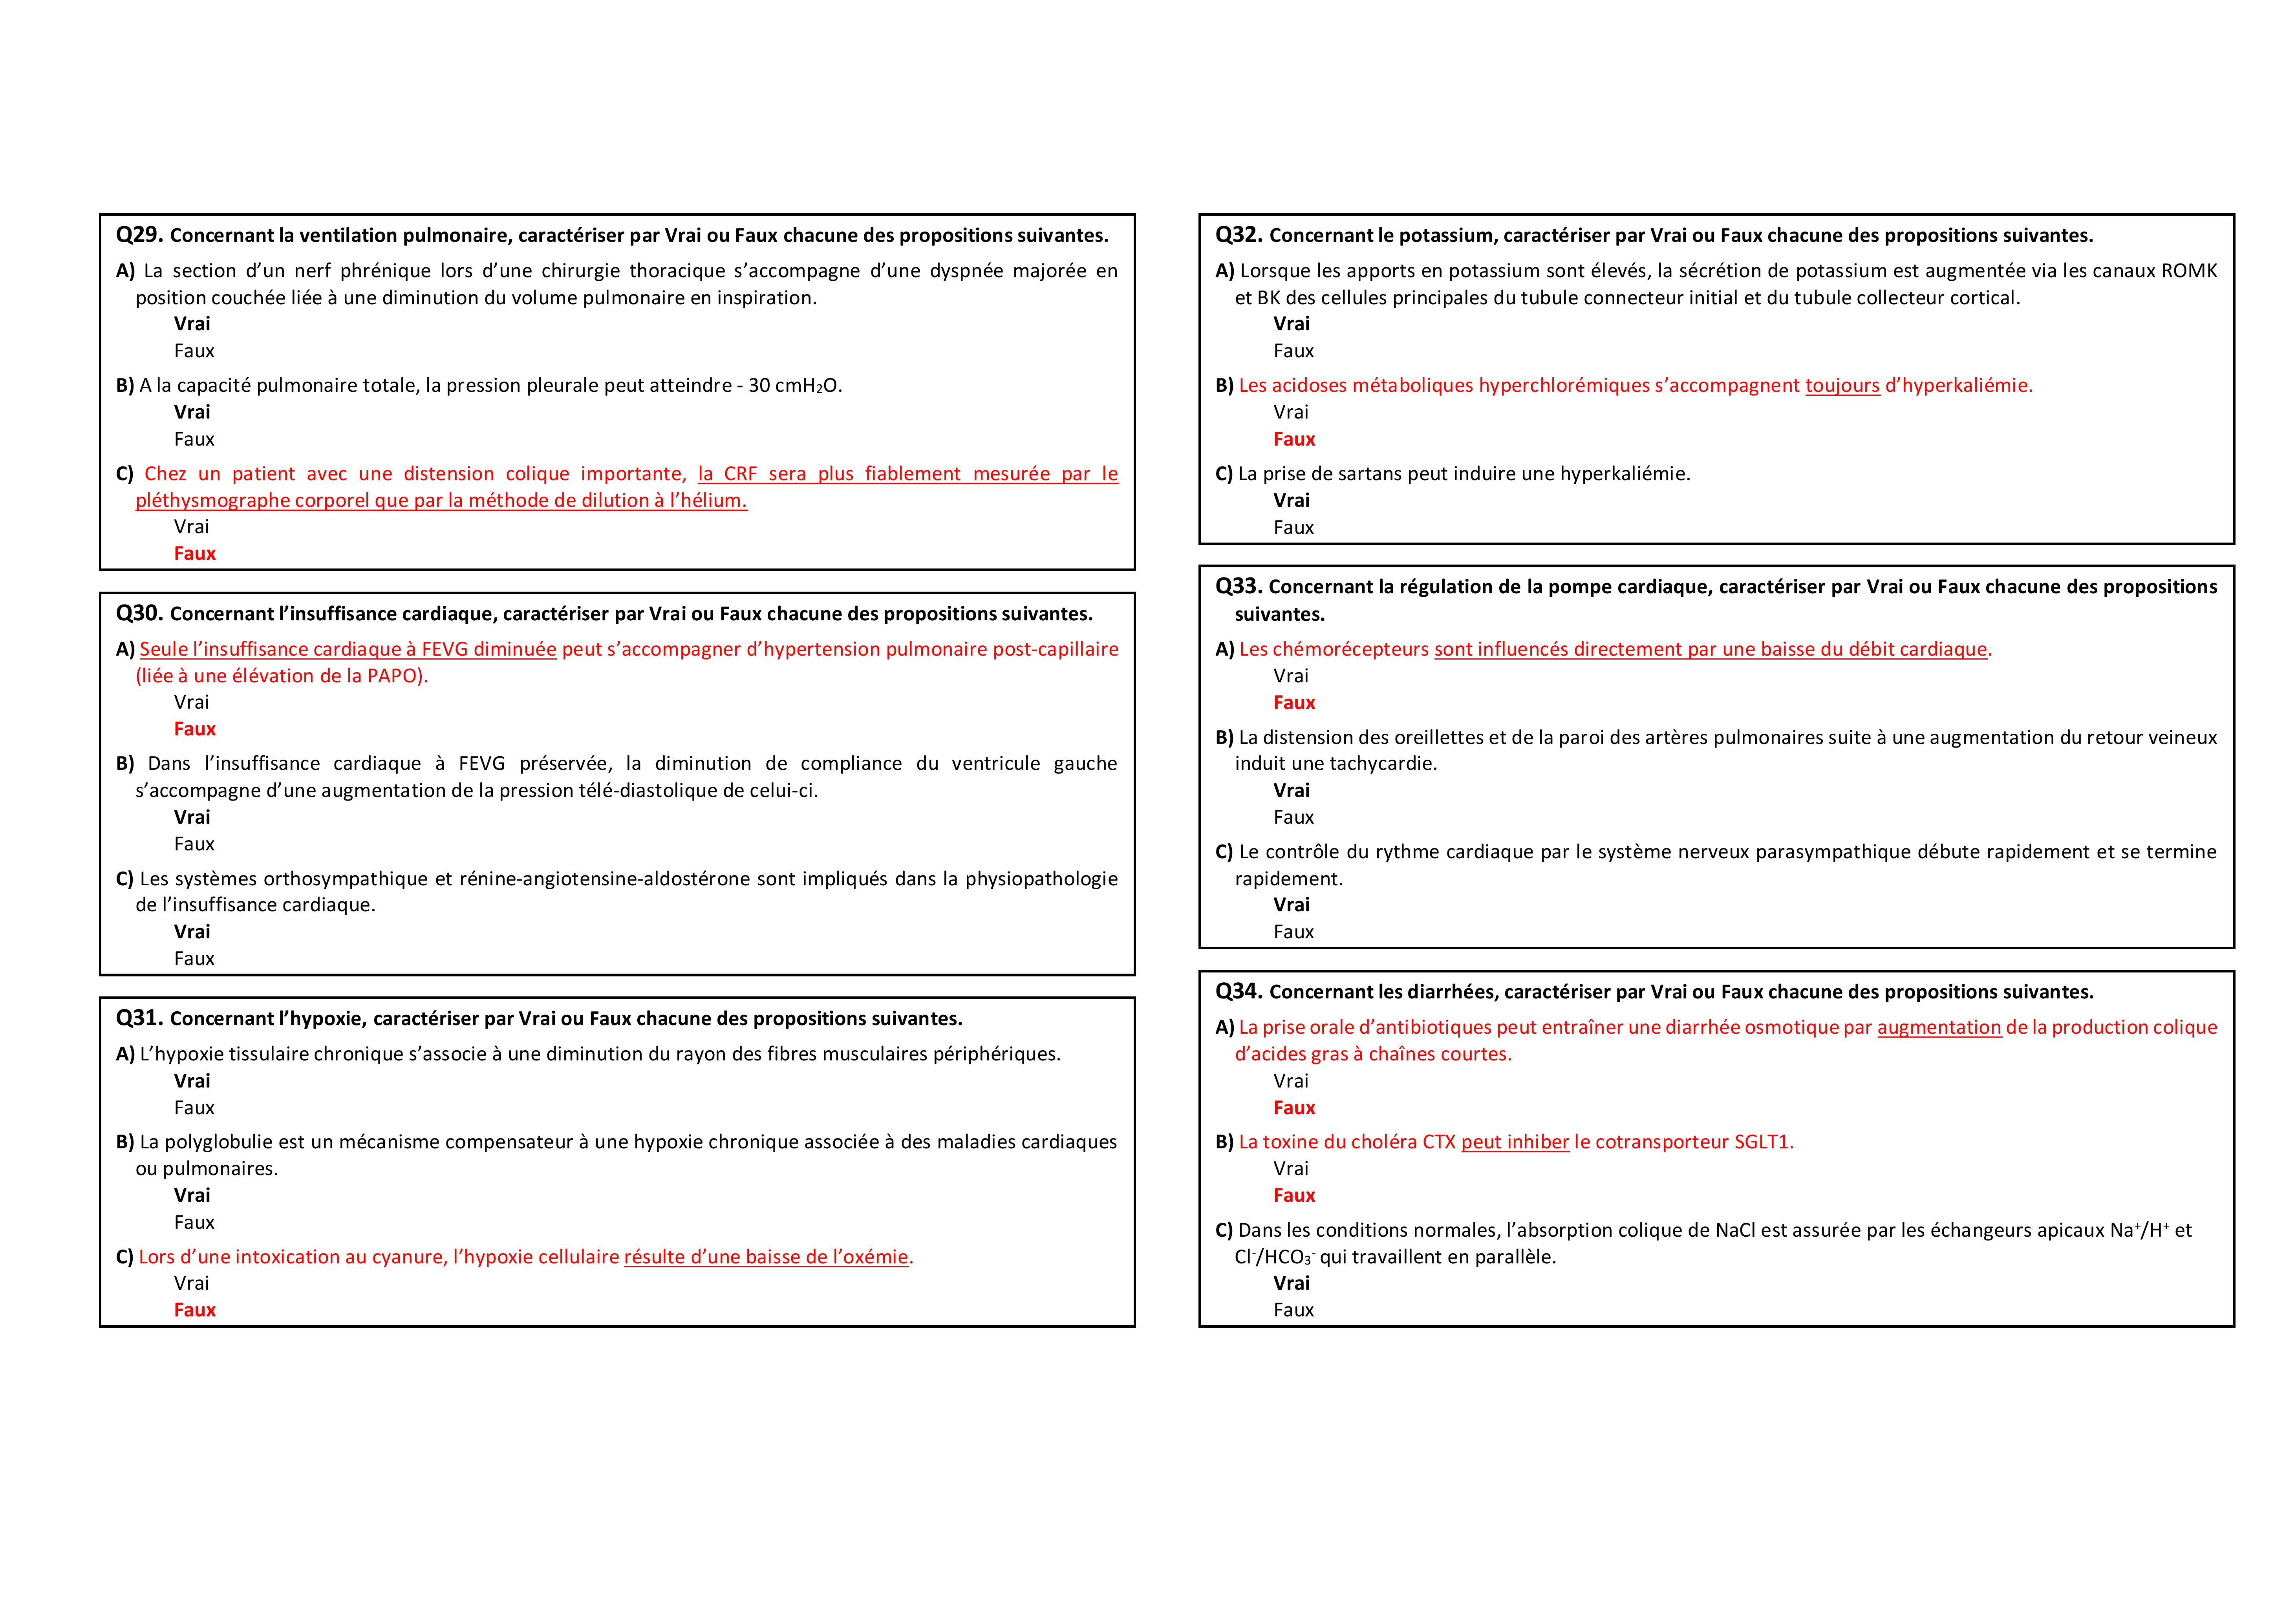 Q29. Concernant la ventilation pulmonaire, caractériser par Vrai ou Faux chacune des propositions suivantes.
A) La section d’un nerf phrénique lors d’une chirurgie thoracique s’accompagne d’une dyspnée majorée en
position couchée liée à une diminution du volume pulmonaire en inspiration.
Vrai
Faux
B) A la capacité pulmonaire totale, la pression pleurale peut atteindre - 30 cmH₂O.
Vrai
Faux
C) Chez un patient avec une distension colique importante, la CRF sera plus fiablement mesurée par le
pléthysmographe corporel que par la méthode de dilution à l’hélium.
Vrai
Faux
Q30. Concernant l’insuffisance cardiaque, caractériser par Vrai ou Faux chacune des propositions suivantes.
A) Seule l’insuffisance cardiaque à FEVG diminuée peut s’accompagner d’hypertension pulmonaire post-capillaire
(liée à une élévation de la PAPO).
Vrai
Faux
B) Dans l’insuffisance cardiaque à FEVG préservée, la diminution de compliance du ventricule gauche
s’accompagne d’une augmentation de la pression télé-diastolique de celui-ci.
Vrai
Faux
C) Les systèmes orthosympathique et rénine-angiotensine-aldostérone sont impliqués dans la physiopathologie
de l’insuffisance cardiaque.
Vrai
Faux
Q31. Concernant l’hypoxie, caractériser par Vrai ou Faux chacune des propositions suivantes.
A) L’hypoxie tissulaire chronique s’associe à une diminution du rayon des fibres musculaires périphériques.
Vrai
Faux
B) La polyglobulie est un mécanisme compensateur à une hypoxie chronique associée à des maladies cardiaques
ou pulmonaires.
Vrai
Faux
C) Lors d’une intoxication au cyanure, l’hypoxie cellulaire résulte d’une baisse de l’oxémie.
Vrai
Faux
Q32. Concernant le potassium, caractériser par Vrai ou Faux chacune des propositions suivantes.
A) Lorsque les apports en potassium sont élevés, la sécrétion de potassium est augmentée via les canaux ROMK
et BK des cellules principales du tubule connecteur initial et du tubule collecteur cortical.
Vrai
Faux
B) Les acidoses métaboliques hyperchlorémiques s’accompagnent toujours d’hyperkaliémie.
Vrai
Faux
C) La prise de sartans peut induire une hyperkaliémie.
Vrai
Faux
Q33. Concernant la régulation de la pompe cardiaque, caractériser par Vrai ou Faux chacune des propositions
suivantes.
A) Les chémorécepteurs sont influencés directement par une baisse du débit cardiaque.
Vrai
Faux
B) La distension des oreillettes et de la paroi des artères pulmonaires suite à une augmentation du retour veineux
induit une tachycardie.
Vrai
Faux
C) Le contrôle du rythme cardiaque par le système nerveux parasympathique débute rapidement et se termine
rapidement.
Vrai
Faux
Q34. Concernant les diarrhées, caractériser par Vrai ou Faux chacune des propositions suivantes.
A) La prise orale d’antibiotiques peut entraîner une diarrhée osmotique par augmentation de la production colique
d’acides gras à chaînes courtes.
Vrai
Faux
B) La toxine du choléra CTX peut inhiber le cotransporteur SGLT1.
Vrai
Faux
C) Dans les conditions normales, l’absorption colique de NaCl est assurée par les échangeurs apicaux Na⁺/H⁺ et
Cl⁻/HCO₃⁻ qui travaillent en parallèle.
Vrai
Faux